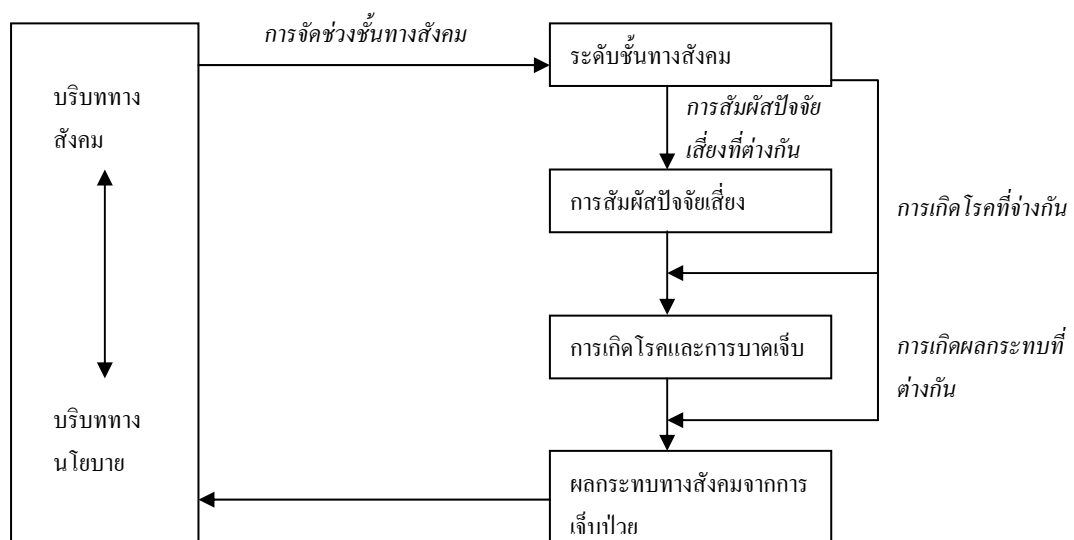 การจัดช่วงชั้นทางสังคม
ระดับชั้นทางสังคม
บริบททาง
สังคม
การสัมผัสปัจจัย
เสี่ยงที่ต่างกัน
การสัมผัสปัจจัยเสี่ยง
การเกิดโรคที่จ่างกัน
การเกิดโรคและการบาดเจ็บ
การเกิดผลกระทบที่
ต่างกัน
บริบททาง
นโยบาย
ผลกระทบทางสังคมจากการ
เจ็บป่วย